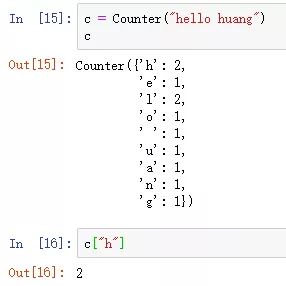 In [15]: c = Counter("hello huang")
c
Out[15]: Counter({'h': 2,
'e': 1,
'l': 2,
'o': 1,
' ': 1,
'u': 1,
'a': 1,
'n': 1,
'g': 1})
In [16]: c["h"]
Out[16]: 2